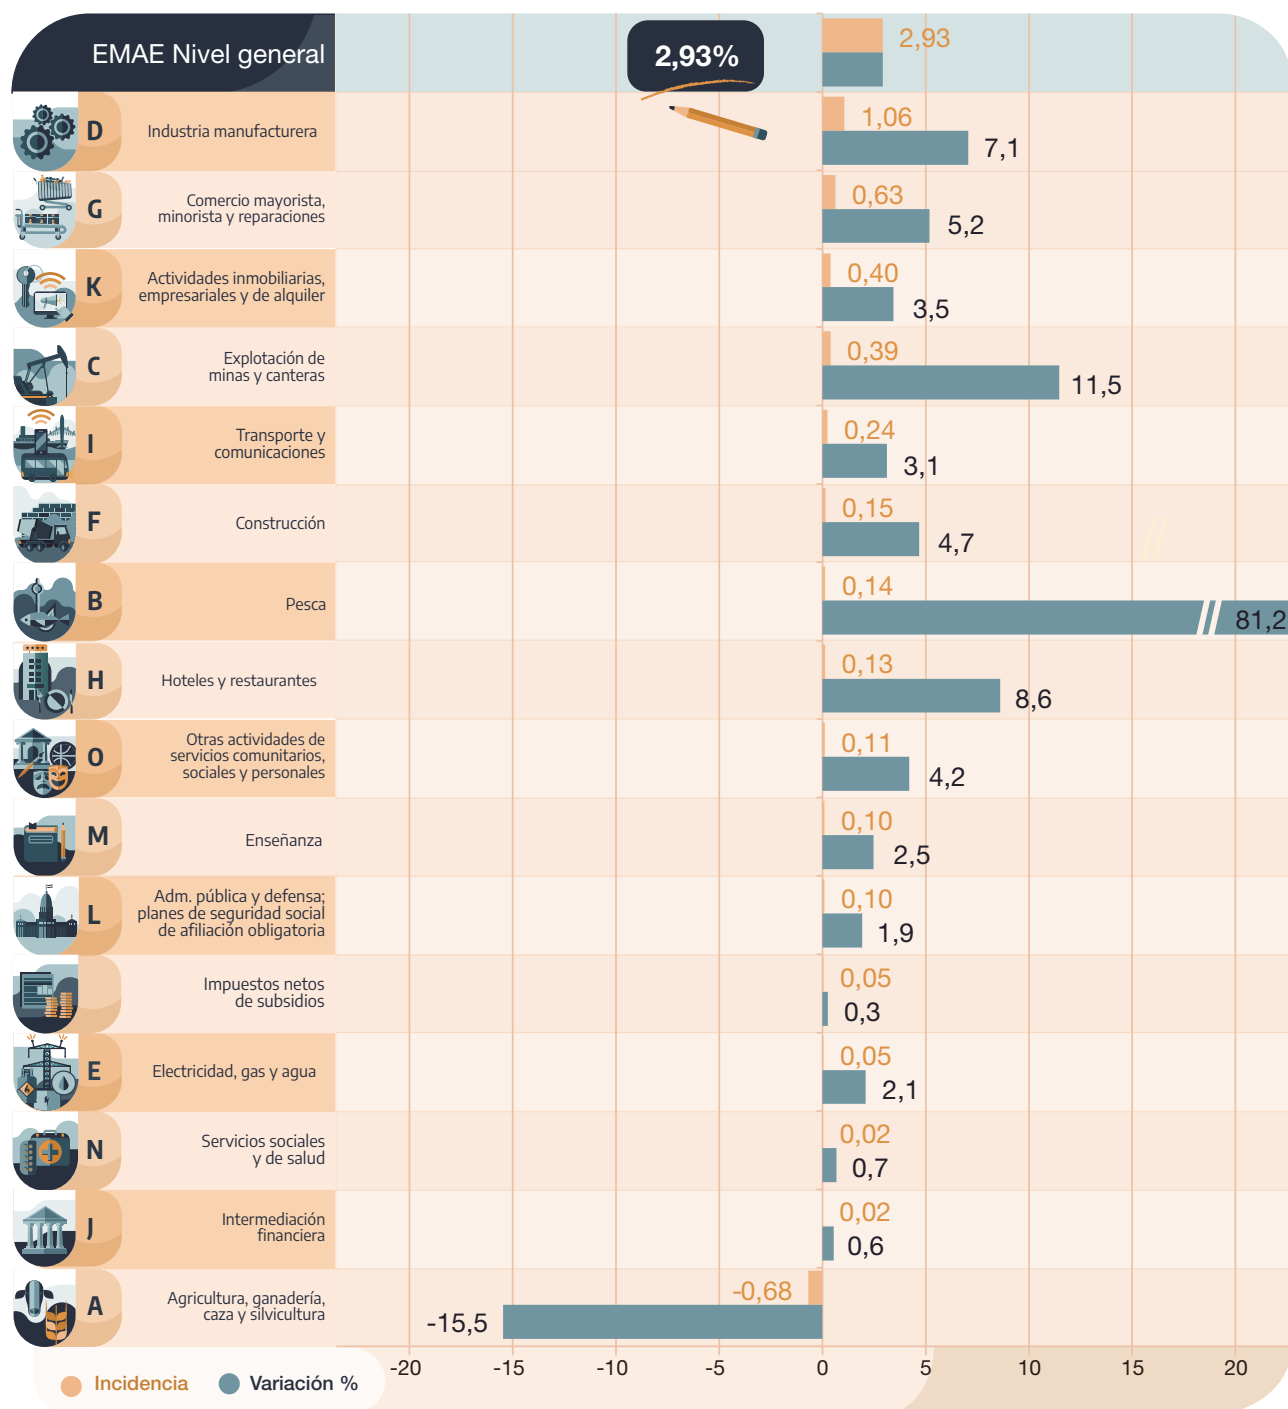 EMAE Nivel general
2,93%
2,93
D
Industria manufacturera
1,06
7,1
G
Comercio mayorista,
minorista y reparaciones
0,63
5,2
K
Actividades inmobiliarias,
empresariales y de alquiler
0,40
3,5
C
Explotación de
minas y canteras
0,39
11,5
I
Transporte y
comunicaciones
0,24
3,1
F
Construcción
0,15
4,7
B
Pesca
0,14
81,2
H
Hoteles y restaurantes
0,13
8,6
O
Otras actividades de
servicios comunitarios,
sociales y personales
0,11
4,2
M
Enseñanza
0,10
2,5
L
Adm. pública y defensa;
planes de seguridad social
de afiliación obligatoria
0,10
1,9
Impuestos netos
de subsidios
0,05
0,3
E
Electricidad, gas y agua
0,05
2,1
N
Servicios sociales
y de salud
0,02
0,7
J
Intermediación
financiera
0,02
0,6
A
Agricultura, ganadería,
caza y silvicultura
-0,68
-15,5
-20 -15 -10 -5 0 5 10 15 20
Incidencia Variación %